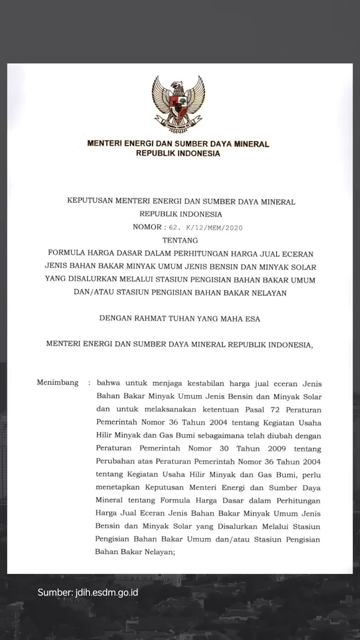 MENTERI ENERGI DAN SUMBER DAYA MINERAL
REPUBLIK INDONESIA
KEPUTUSAN MENTERI ENERGI DAN SUMBER DAYA MINERAL
REPUBLIK INDONESIA
NOMOR : 62. K/12/MEM/2020
TENTANG
FORMULA HARGA DASAR DALAM PERHITUNGAN HARGA JUAL ECERAN
JENIS BAHAN BAKAR MINYAK UMUM JENIS BENSIN DAN MINYAK SOLAR
YANG DISALURKAN MELALUI STASIUN PENGISIAN BAHAN BAKAR UMUM
DAN/ATAU STASIUN PENGISIAN BAHAN BAKAR NELAYAN
DENGAN RAHMAT TUHAN YANG MAHA ESA
MENTERI ENERGI DAN SUMBER DAYA MINERAL REPUBLIK INDONESIA,
Menimbang : bahwa untuk menjaga kestabilan harga jual eceran Jenis
Bahan Bakar Minyak Umum Jenis Bensin dan Minyak Solar
dan untuk melaksanakan ketentuan Pasal 72 Peraturan
Pemerintah Nomor 36 Tahun 2004 tentang Kegiatan Usaha
Hilir Minyak dan Gas Bumi sebagaimana telah diubah dengan
Peraturan Pemerintah Nomor 30 Tahun 2009 tentang
Perubahan atas Peraturan Pemerintah Nomor 36 Tahun 2004
tentang Kegiatan Usaha Hilir Minyak dan Gas Bumi, perlu
menetapkan Keputusan Menteri Energi dan Sumber Daya
Mineral tentang Formula Harga Dasar dalam Perhitungan
Harga Jual Eceran Jenis Bahan Bakar Minyak Umum Jenis
Bensin dan Minyak Solar yang Disalurkan Melalui Stasiun
Pengisian Bahan Bakar Umum dan/atau Stasiun Pengisian
Bahan Bakar Nelayan;
Sumber: jdih.esdm.go.id